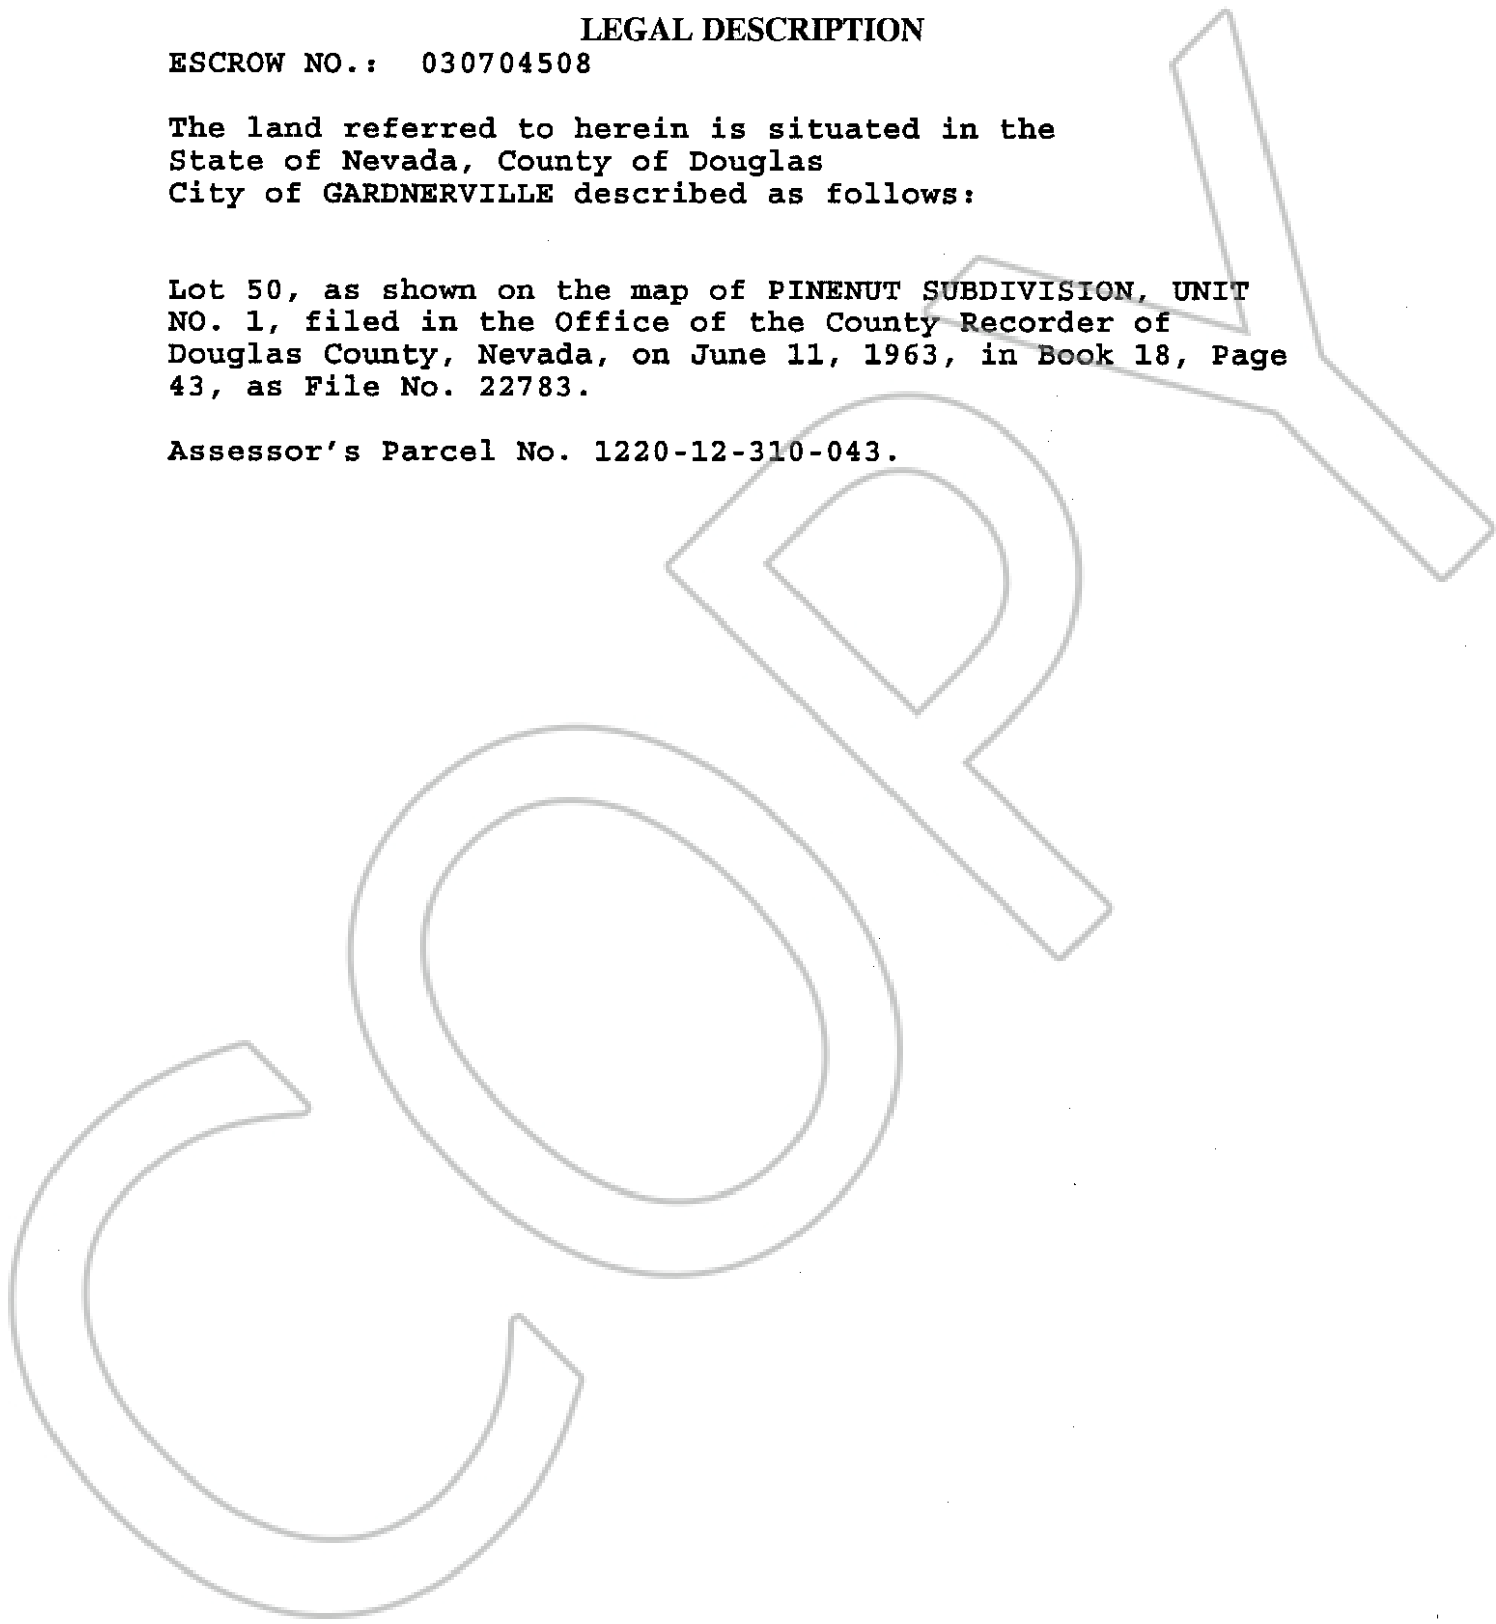 LEGAL DESCRIPTION
ESCROW NO.: 030704508
The land referred to herein is situated in the
State of Nevada, County of Douglas
City of GARDNERVILLE described as follows:
Lot 50, as shown on the map of PINENUT SUBDIVISION, UNIT
NO. 1, filed in the Office of the County Recorder of
Douglas County, Nevada, on June 11, 1963, in Book 18, Page
43, as File No. 22783.
Assessor's Parcel No. 1220-12-310-043.
COPY